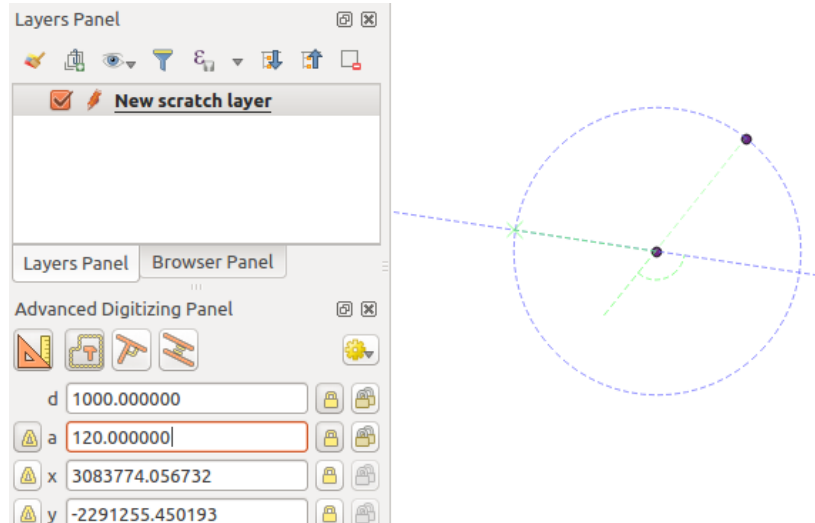 Layers Panel
New scratch layer
Layers Panel Browser Panel
Advanced Digitizing Panel
d 1000.000000
a 120.000000
x 3083774.056732
y -2291255.450193